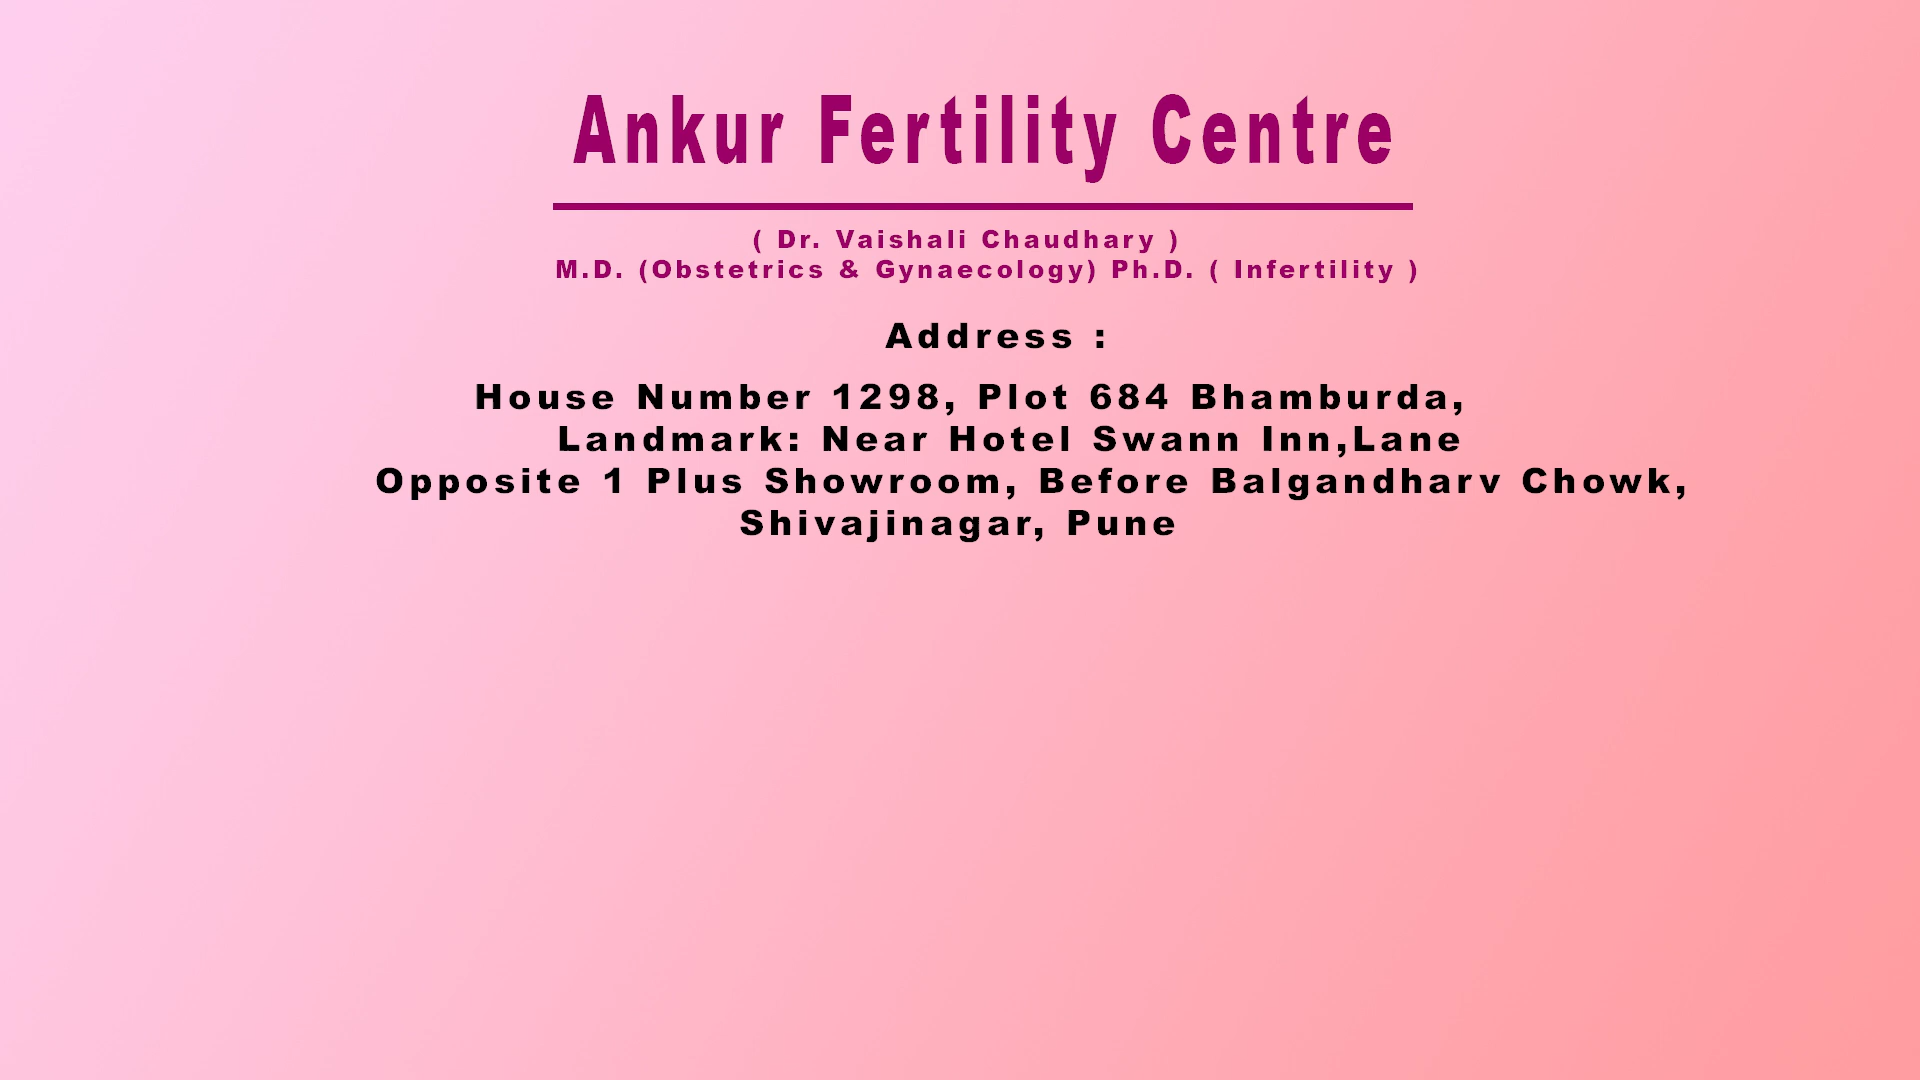 Ankur Fertility Centre
( Dr. Vaishali Chaudhary )
M.D. (Obstetrics & Gynaecology) Ph.D. ( Infertility )
Address :
House Number 1298, Plot 684 Bhamburda,
Landmark: Near Hotel Swann Inn,Lane
Opposite 1 Plus Showroom, Before Balgandharv Chowk,
Shivajinagar, Pune